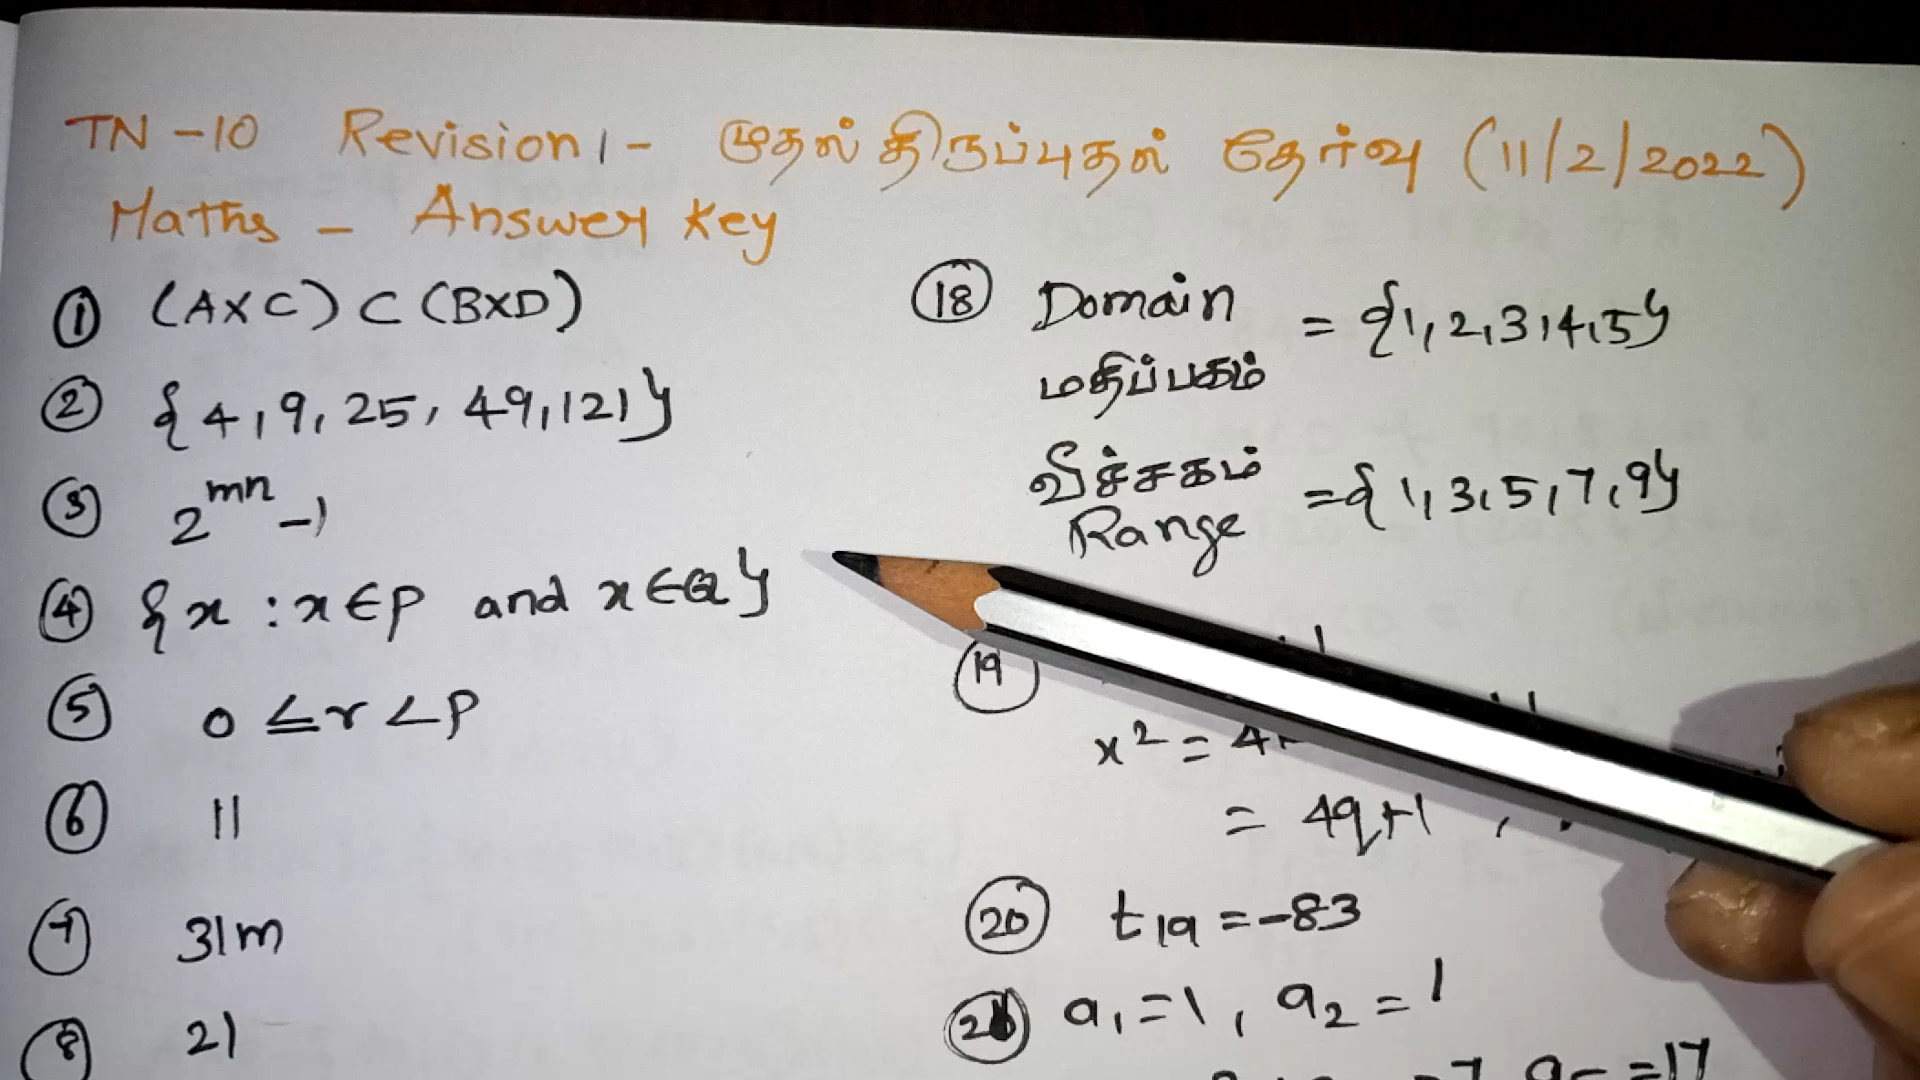 TN -10 Revision 1 - முதல் திருப்புதல் தேர்வு (11/2/2022)
Maths - Answer Key
① (A×C) ⊂ (B×D)
② {4, 9, 25, 49, 121}
③ 2^mn - 1
④ {x : x ∈ P and x ∈ Q}
⑤ 0 ≤ r < p
⑥ 11
⑦ 31m
⑧ 21
⑱ Domain = {1, 2, 3, 4, 5}
மதிப்பகம்
வீச்சகம் = {1, 3, 5, 7, 9}
Range
⑲
x² = 4
= 4q+1 ,
⑳ t19 = -83
a₁ = 1, a₂ = 1
= 17